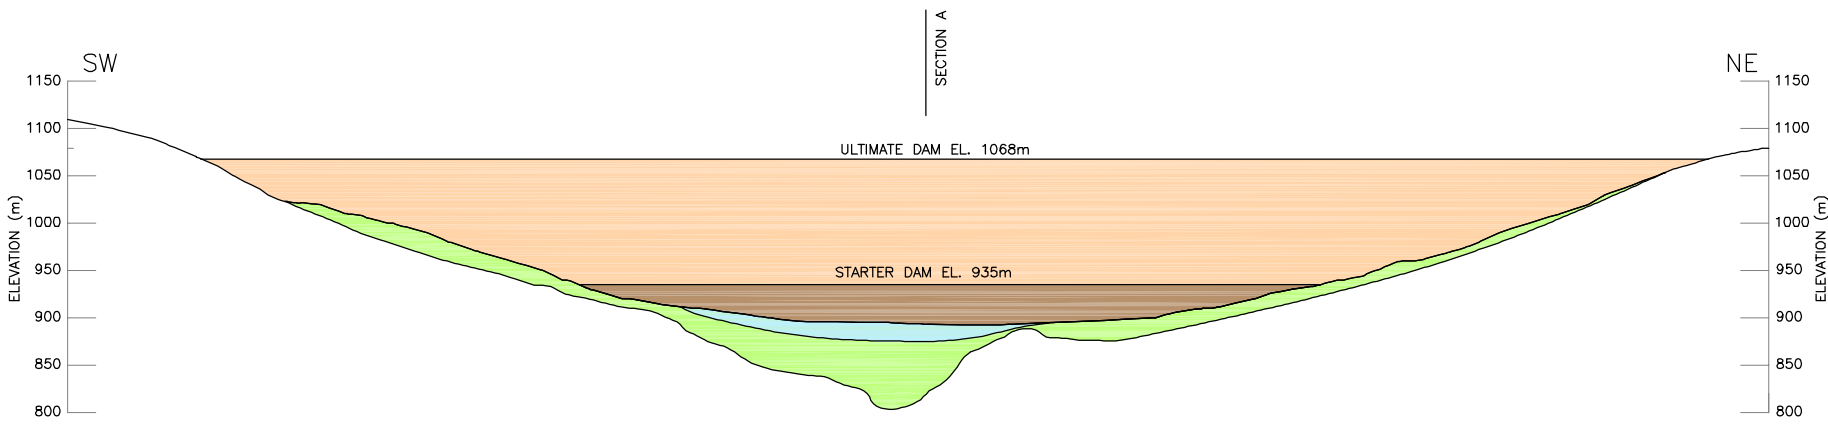 SECTION A
SW
NE
1150
1150
1100
1100
ULTIMATE DAM EL. 1068m
1050
1050
ELEVATION (m)
ELEVATION (m)
1000
1000
950
950
STARTER DAM EL. 935m
900
900
850
850
800
800